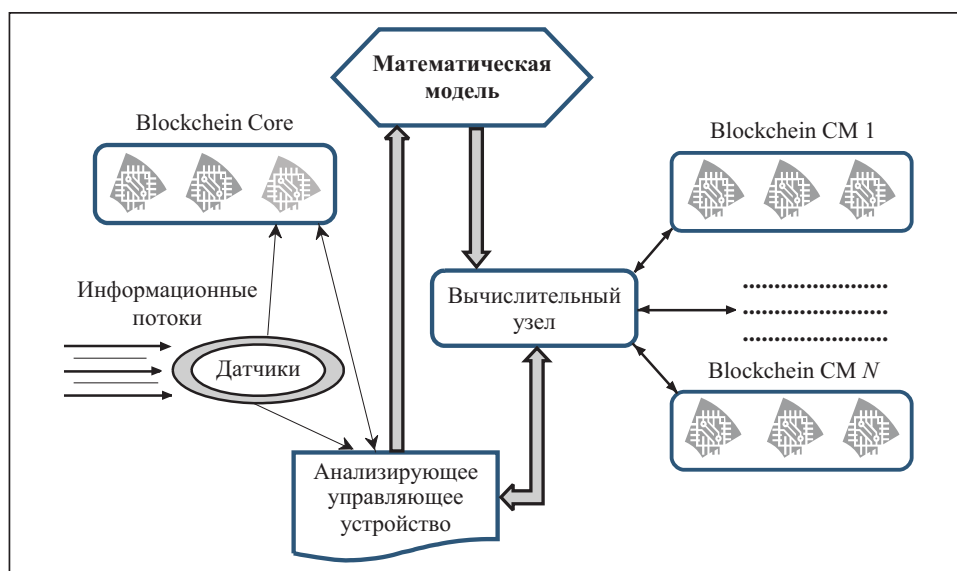 Математическая
модель
Blockchein Core
Blockchein CM 1
Информационные
потоки
Вычислительный
узел
Датчики
Blockchein CM N
Анализирующее
управляющее
устройство